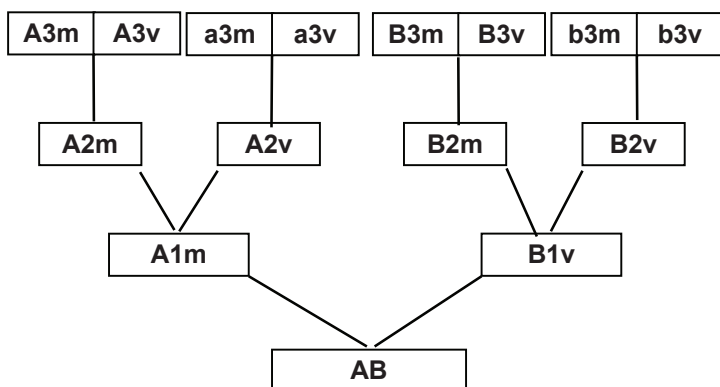 A3m A3v a3m a3v B3m B3v b3m b3v
A2m A2v B2m B2v
A1m B1v
AB